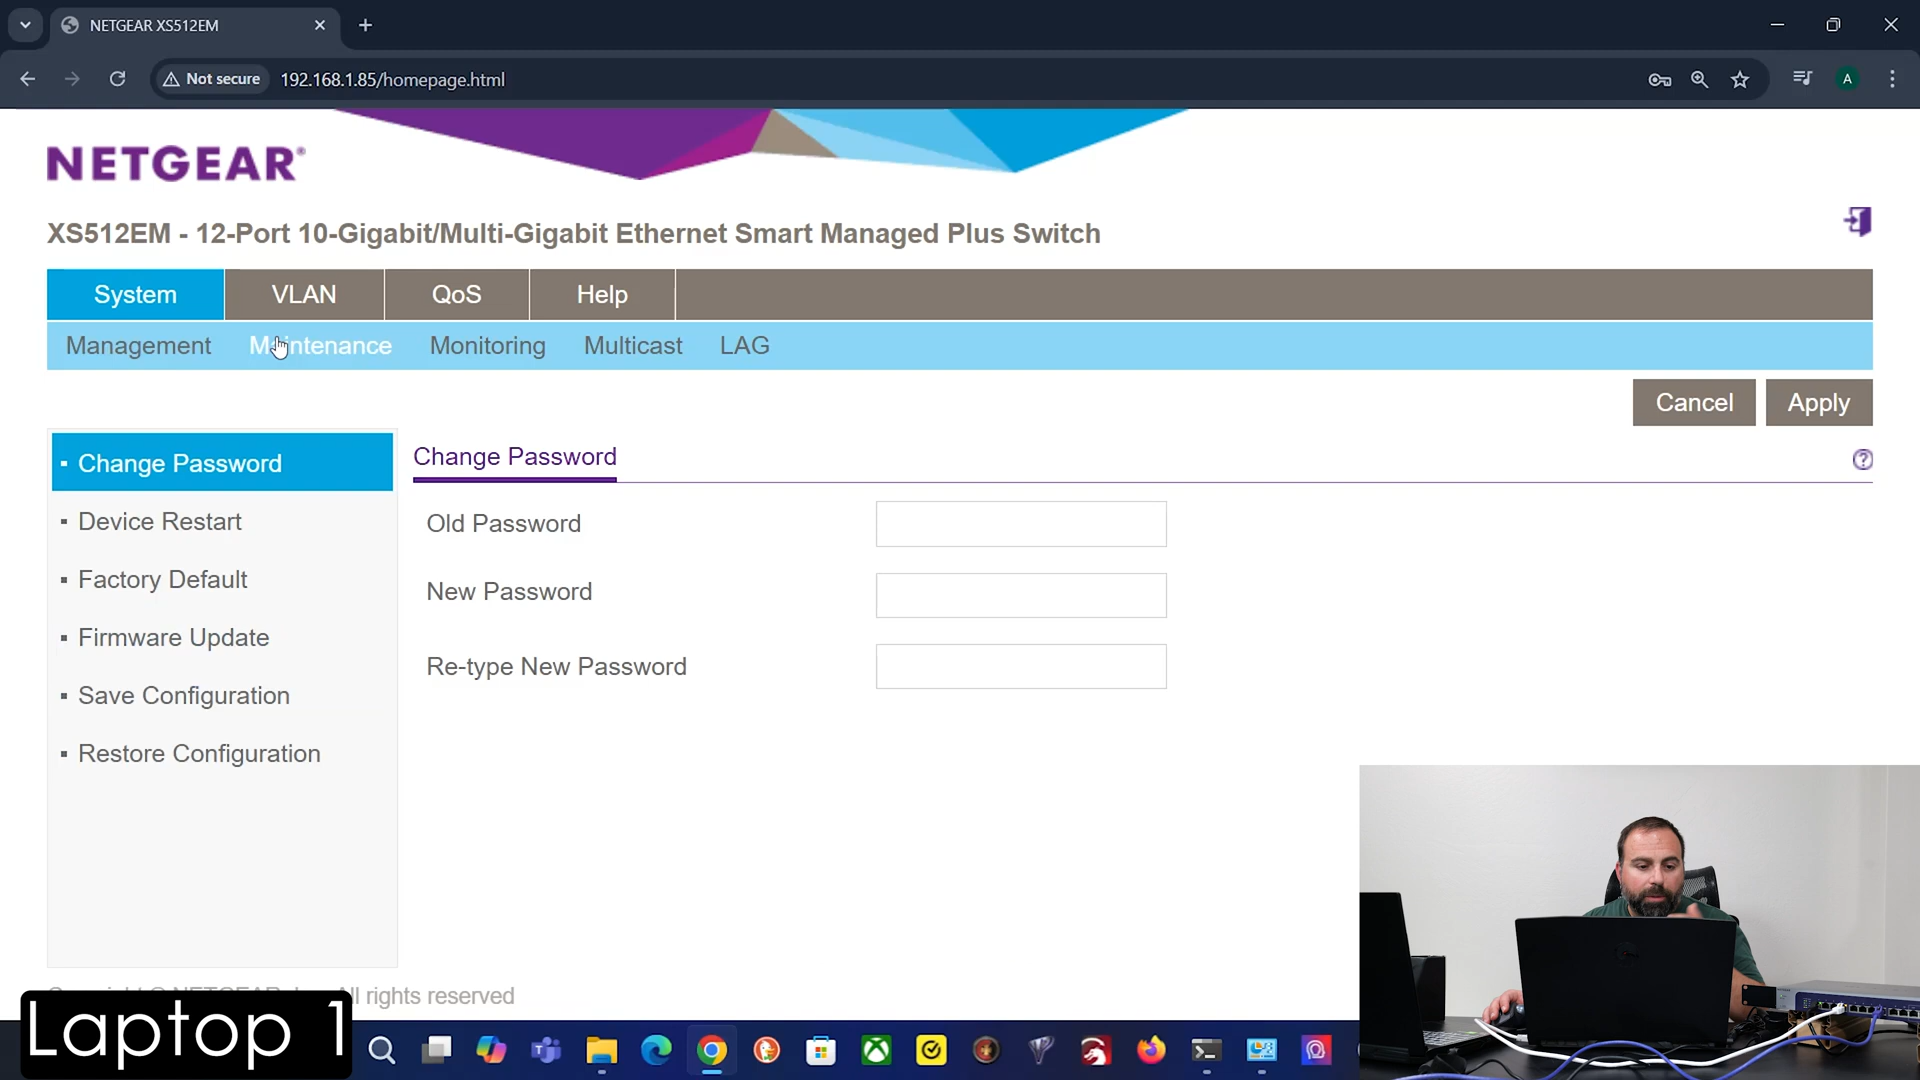 NETGEAR XS512EM
Not secure
192.168.1.85/homepage.html
A
NETGEAR®
XS512EM - 12-Port 10-Gigabit/Multi-Gigabit Ethernet Smart Managed Plus Switch
System VLAN QoS Help
Management Maintenance Monitoring Multicast LAG
Cancel Apply
Change Password
Device Restart
Factory Default
Firmware Update
Save Configuration
Restore Configuration
Change Password
Old Password
New Password
Re-type New Password
All rights reserved
Laptop 1